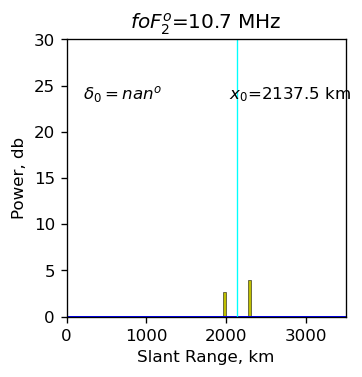 foF₂ᵒ=10.7 MHz
30
δ₀ = nanᵒ
x₀=2137.5 km
25
20
15
10
5
0
Power, db
0 1000 2000 3000
Slant Range, km